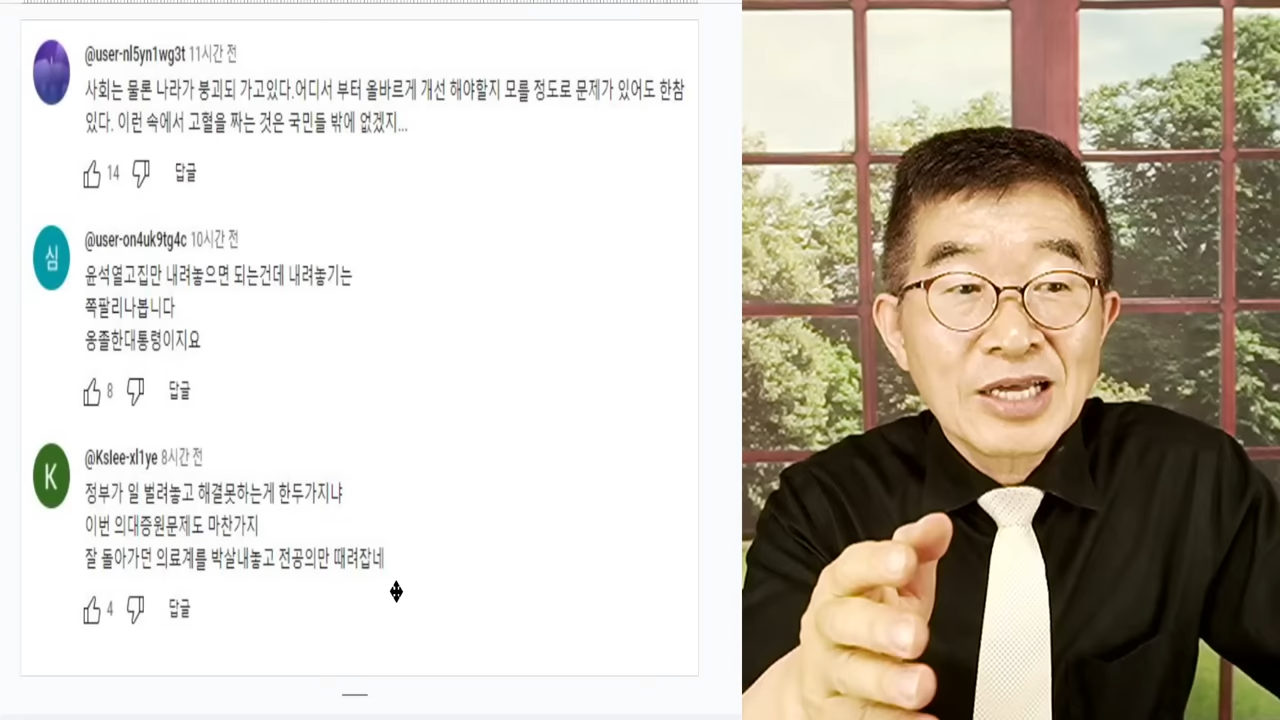 @user-nl5yn1wg3t 11시간 전
사회는 물론 나라가 붕괴되 가고있다.어디서 부터 올바르게 개선 해야할지 모를 정도로 문제가 있어도 한참
있다. 이런 속에서 고혈을 짜는 것은 국민들 밖에 없겠지...
14 답글
심
@user-on4uk9tg4c 10시간 전
윤석열고집만 내려놓으면 되는건데 내려놓기는
쪽팔리나봅니다
옹졸한대통령이지요
8 답글
K
@Kslee-xl1ye 8시간 전
정부가 일 벌려놓고 해결못하는게 한두가지냐
이번 의대증원문제도 마찬가지
잘 돌아가던 의료계를 박살내놓고 전공의만 때려잡네
4 답글